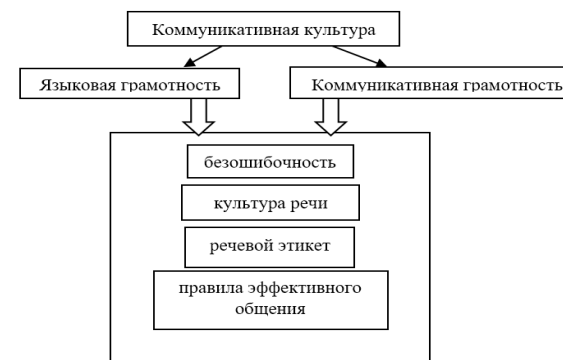 Коммуникативная культура
Языковая грамотность
Коммуникативная грамотность
безошибочность
культура речи
речевой этикет
правила эффективного
общения